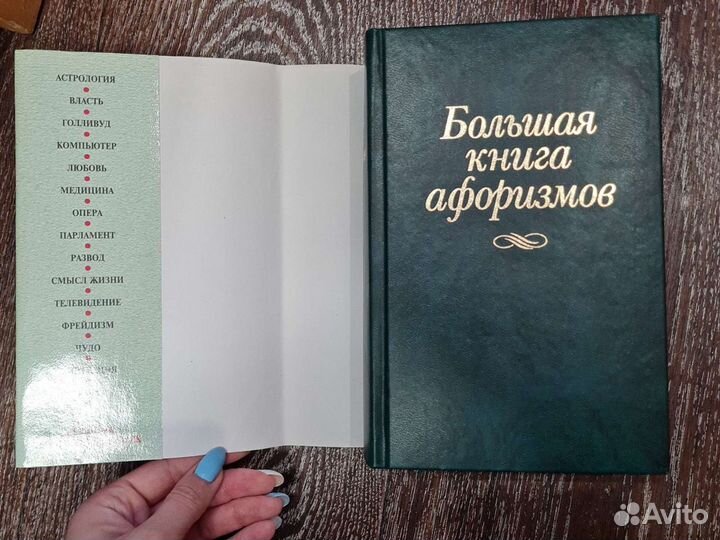 АСТРОЛОГИЯ
ВЛАСТЬ
ГОЛЛИВУД
КОМПЬЮТЕР
ЛЮБОВЬ
МЕДИЦИНА
ОПЕРА
ПАРЛАМЕНТ
РАЗВОД
СМЫСЛ ЖИЗНИ
ТЕЛЕВИДЕНИЕ
ФРЕЙДИЗМ
ЧУДО
Большая
книга
афоризмов
Avito